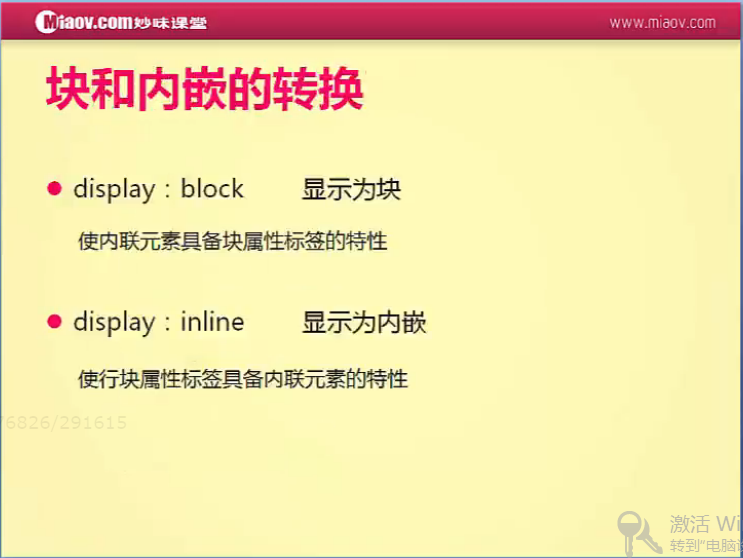 Miaov.com妙味课堂 www.miaov.com
块和内嵌的转换
display：block 显示为块
使内联元素具备块属性标签的特性
display：inline 显示为内嵌
使行块属性标签具备内联元素的特性
76826/291615
激活 Wi
转到"电脑